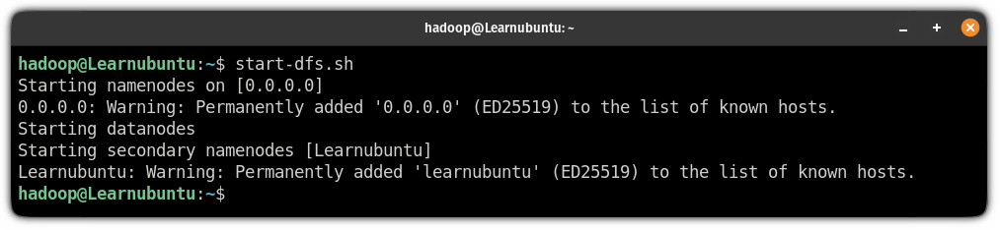 hadoop@Learnubuntu: ~
hadoop@Learnubuntu:~$ start-dfs.sh
Starting namenodes on [0.0.0.0]
0.0.0.0: Warning: Permanently added '0.0.0.0' (ED25519) to the list of known hosts.
Starting datanodes
Starting secondary namenodes [Learnubuntu]
Learnubuntu: Warning: Permanently added 'learnubuntu' (ED25519) to the list of known hosts.
hadoop@Learnubuntu:~$